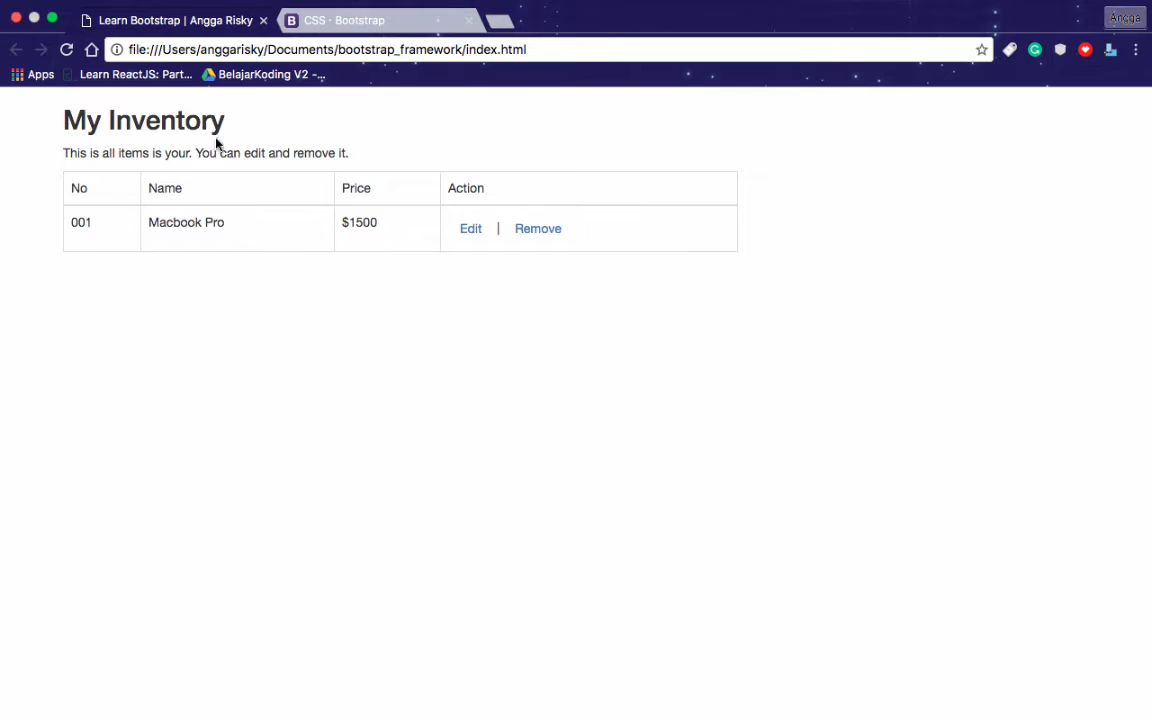 Learn Bootstrap | Angga Risky
CSS · Bootstrap
Angga
file:///Users/anggarisky/Documents/bootstrap_framework/index.html
Apps
Learn ReactJS: Part...
BelajarKoding V2 -...
My Inventory
This is all items is your. You can edit and remove it.
No Name Price Action
001 Macbook Pro $1500 Edit | Remove